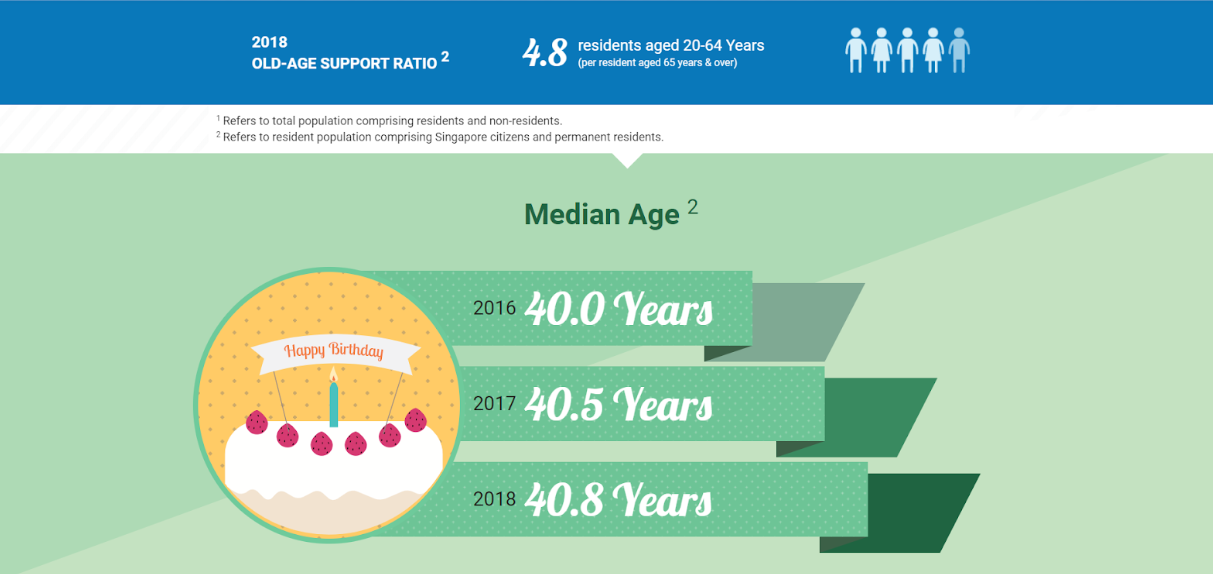 2018
OLD-AGE SUPPORT RATIO 2
4.8 residents aged 20-64 Years
(per resident aged 65 years & over)
1 Refers to total population comprising residents and non-residents.
2 Refers to resident population comprising Singapore citizens and permanent residents.
Median Age 2
2016 40.0 Years
Happy Birthday
2017 40.5 Years
2018 40.8 Years